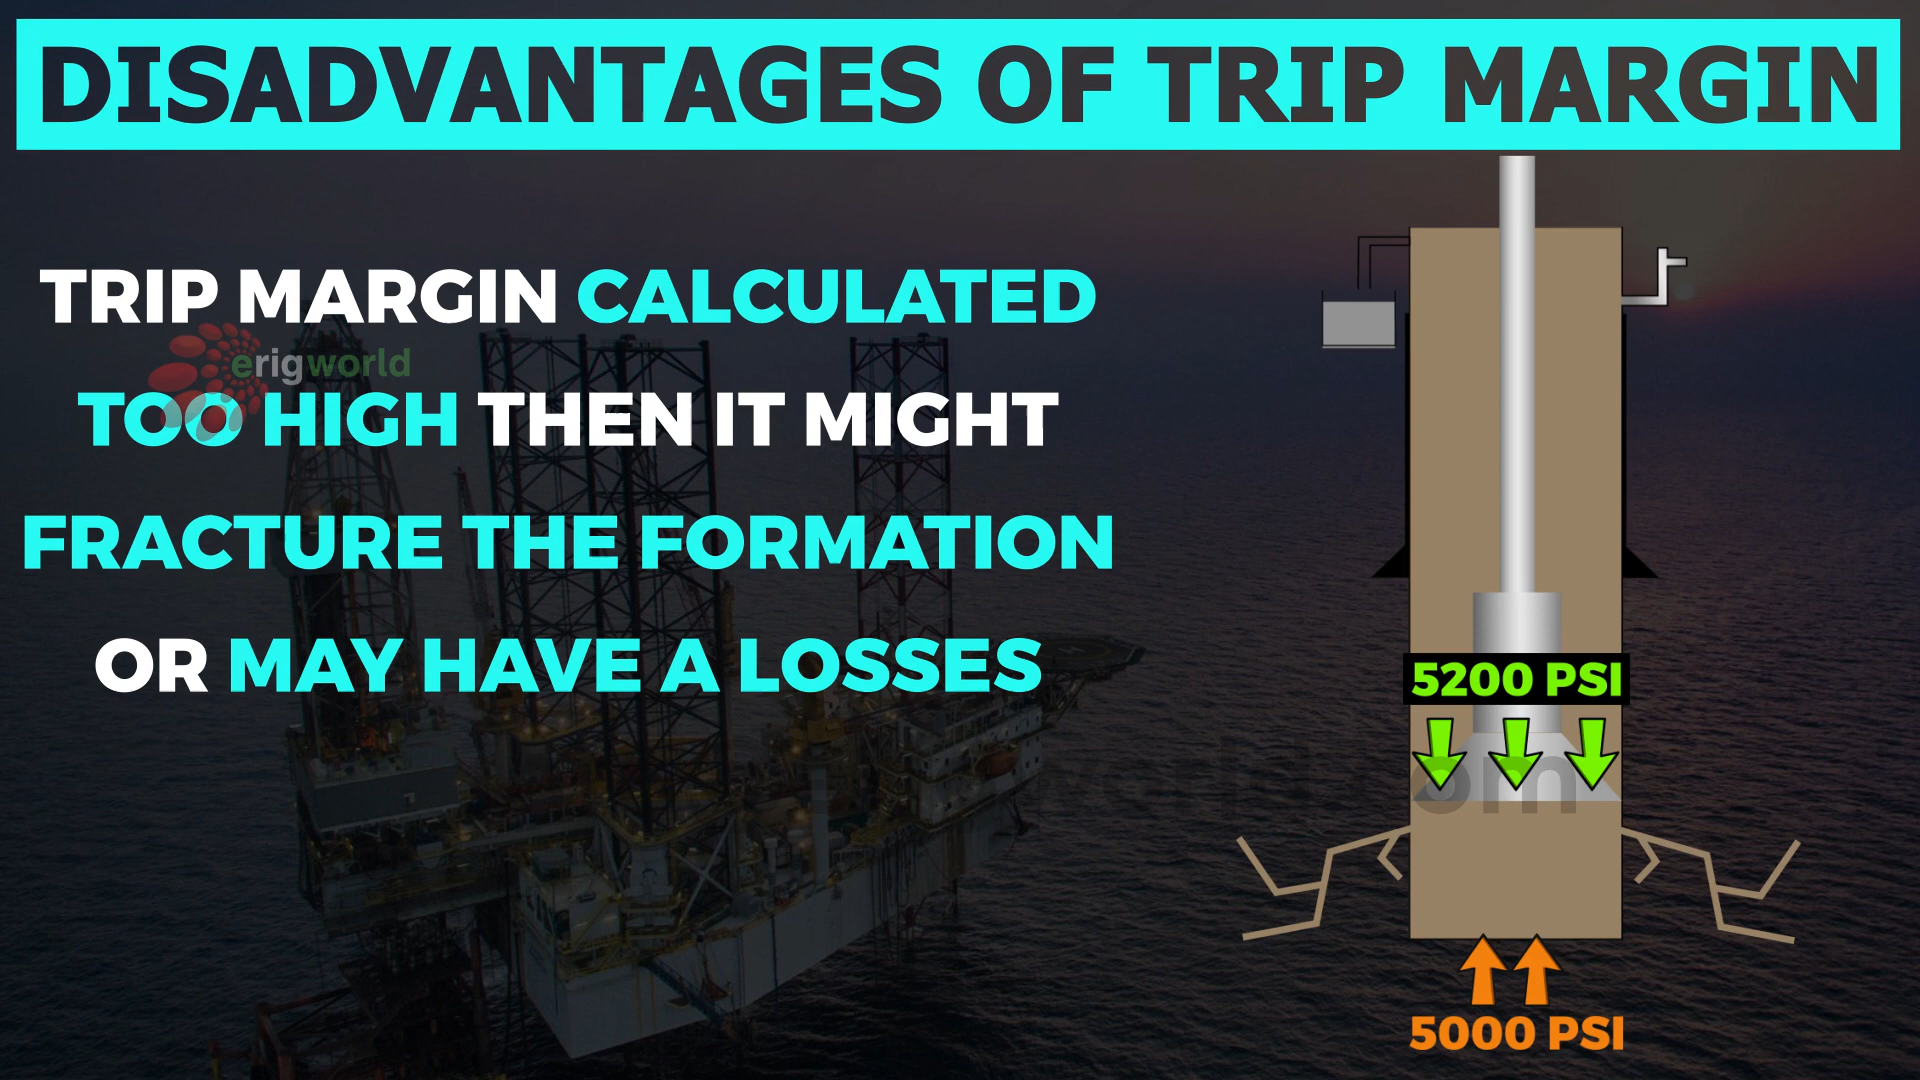 DISADVANTAGES OF TRIP MARGIN
TRIP MARGIN CALCULATED
erigworld
TOO HIGH THEN IT MIGHT
FRACTURE THE FORMATION
OR MAY HAVE A LOSSES
5200 PSI
5000 PSI